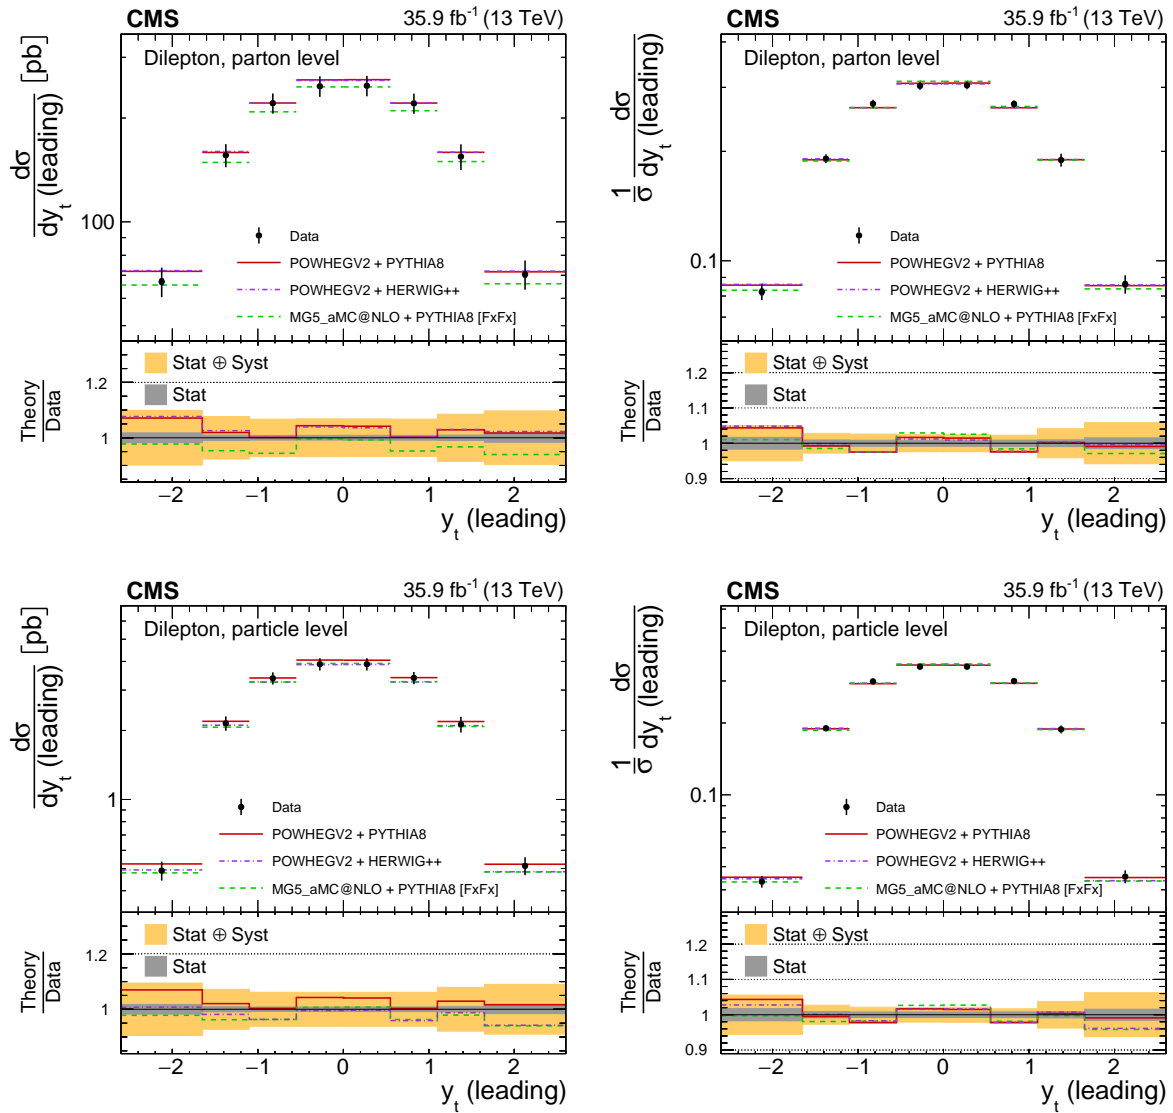 CMS 35.9 fb⁻¹ (13 TeV)
Dilepton, parton level
dσ
dy_t (leading) [pb]
100
Data
POWHEGV2 + PYTHIA8
POWHEGV2 + HERWIG++
MG5_aMC@NLO + PYTHIA8 [FxFx]
Stat ⊕ Syst
Stat
Theory
Data
1.2
1
−2 −1 0 1 2
y_t (leading)
CMS 35.9 fb⁻¹ (13 TeV)
Dilepton, parton level
1 dσ
σ dy_t (leading)
0.1
Data
POWHEGV2 + PYTHIA8
POWHEGV2 + HERWIG++
MG5_aMC@NLO + PYTHIA8 [FxFx]
Stat ⊕ Syst
Stat
Theory
Data
1.2
1.1
1
0.9
−2 −1 0 1 2
y_t (leading)
CMS 35.9 fb⁻¹ (13 TeV)
Dilepton, particle level
dσ
dy_t (leading) [pb]
1
Data
POWHEGV2 + PYTHIA8
POWHEGV2 + HERWIG++
MG5_aMC@NLO + PYTHIA8 [FxFx]
Stat ⊕ Syst
Stat
Theory
Data
1.2
1
−2 −1 0 1 2
y_t (leading)
CMS 35.9 fb⁻¹ (13 TeV)
Dilepton, particle level
1 dσ
σ dy_t (leading)
0.1
Data
POWHEGV2 + PYTHIA8
POWHEGV2 + HERWIG++
MG5_aMC@NLO + PYTHIA8 [FxFx]
Stat ⊕ Syst
Stat
Theory
Data
1.2
1.1
1
0.9
−2 −1 0 1 2
y_t (leading)